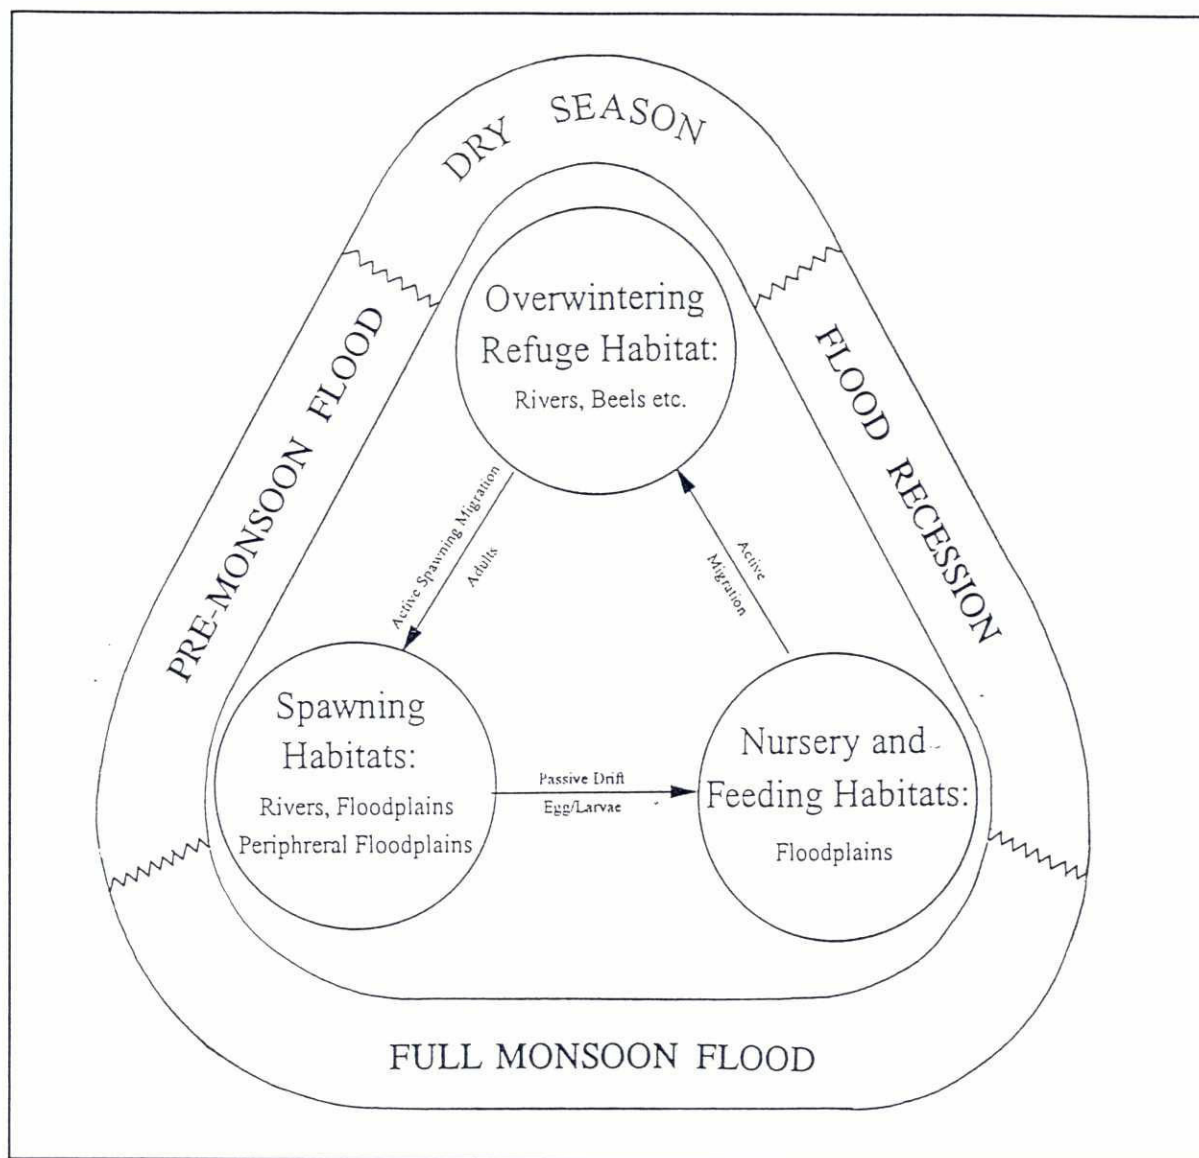 DRY SEASON
PRE-MONSOON FLOOD
FLOOD RECESSION
FULL MONSOON FLOOD
Overwintering
Refuge Habitat:
Rivers, Beels etc.
Active Spawning Migration
Adults
Active
Migration
Spawning
Habitats:
Rivers, Floodplains
Periphreral Floodplains
Passive Drift
Egg/Larvae
Nursery and
Feeding Habitats:
Floodplains